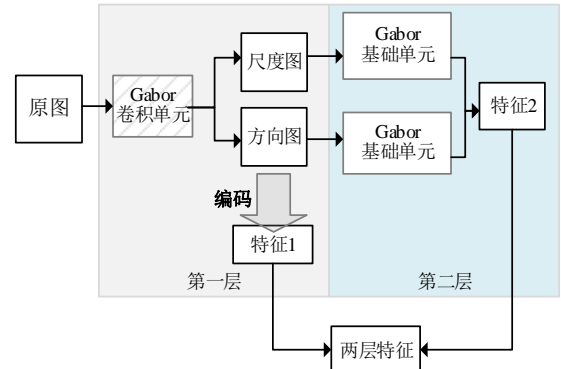 原图
Gabor
卷积单元
尺度图
方向图
Gabor
基础单元
Gabor
基础单元
特征2
编码
特征1
第一层
第二层
两层特征